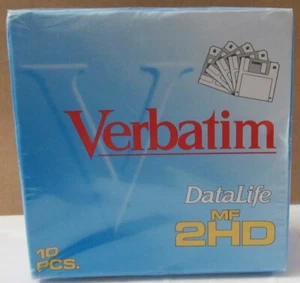 Verbatim
DataLife
MF
2HD
10
PCS.